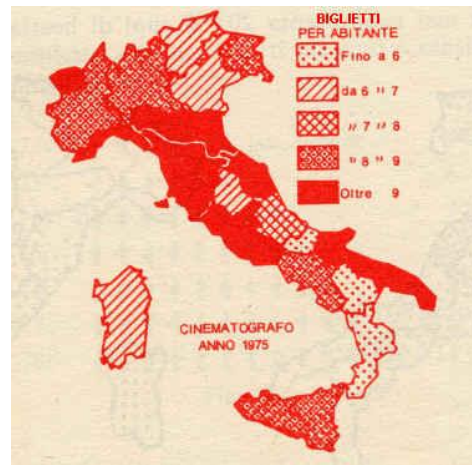 BIGLIETTI
PER ABITANTE
Fino a 6
da 6 " 7
" 7 " 8
" 8 " 9
Oltre 9
CINEMATOGRAFO
ANNO 1975